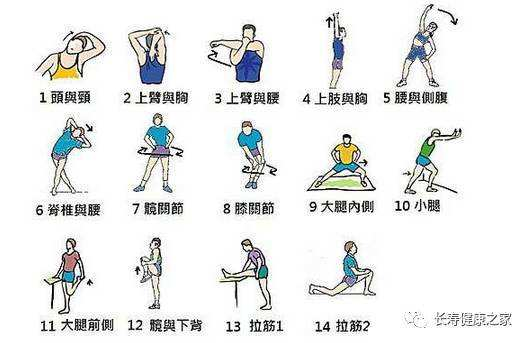 1 頭與頸
2 上臂與胸
3 上臂與腰
4 上肢與胸
5 腰與側腹
6 脊椎與腰
7 髖關節
8 膝關節
9 大腿內側
10 小腿
11 大腿前側
12 髖與下背
13 拉筋1
14 拉筋2
长寿健康之家